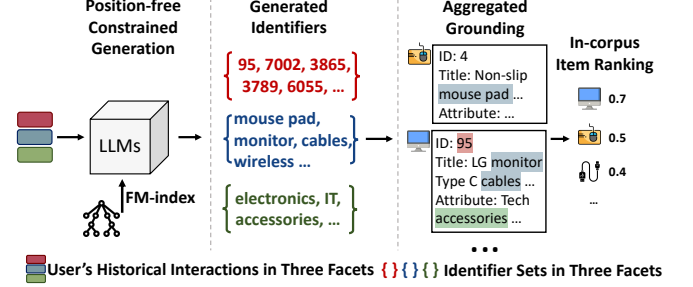 Position-free
Constrained
Generation
Generated
Identifiers
Aggregated
Grounding
In-corpus
Item Ranking
LLMs
FM-index
{ 95, 7002, 3865,
3789, 6055, … }
{ mouse pad,
monitor, cables,
wireless … }
{ electronics, IT,
accessories, … }
ID: 4
Title: Non-slip
mouse pad …
Attribute: …
ID: 95
Title: LG monitor
Type C cables …
Attribute: Tech
accessories …
...
0.7
0.5
0.4
…
User's Historical Interactions in Three Facets { } { } { } Identifier Sets in Three Facets